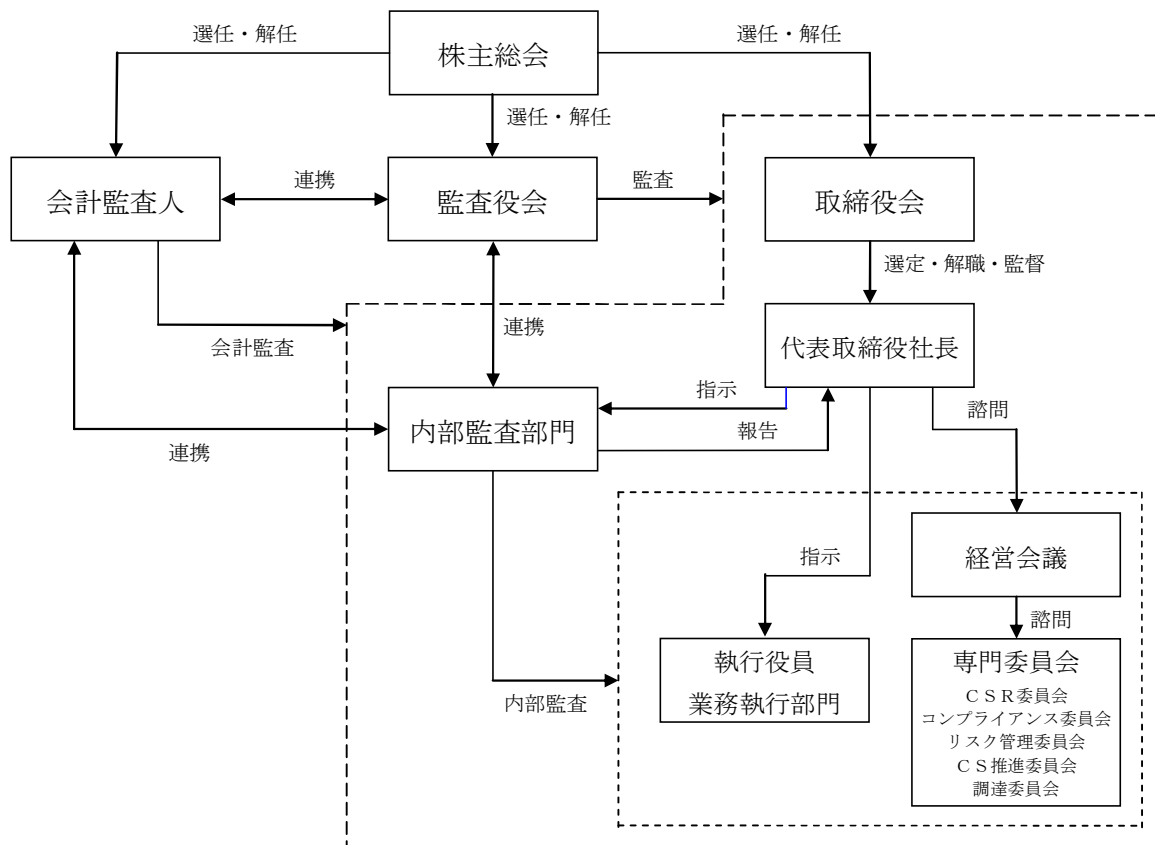 選任・解任
株主総会
選任・解任
選任・解任
会計監査人
連携
監査役会
監査
取締役会
選定・解職・監督
会計監査
連携
代表取締役社長
指示
諮問
内部監査部門
報告
連携
経営会議
指示
諮問
執行役員
業務執行部門
内部監査
専門委員会
ＣＳＲ委員会
コンプライアンス委員会
リスク管理委員会
ＣＳ推進委員会
調達委員会